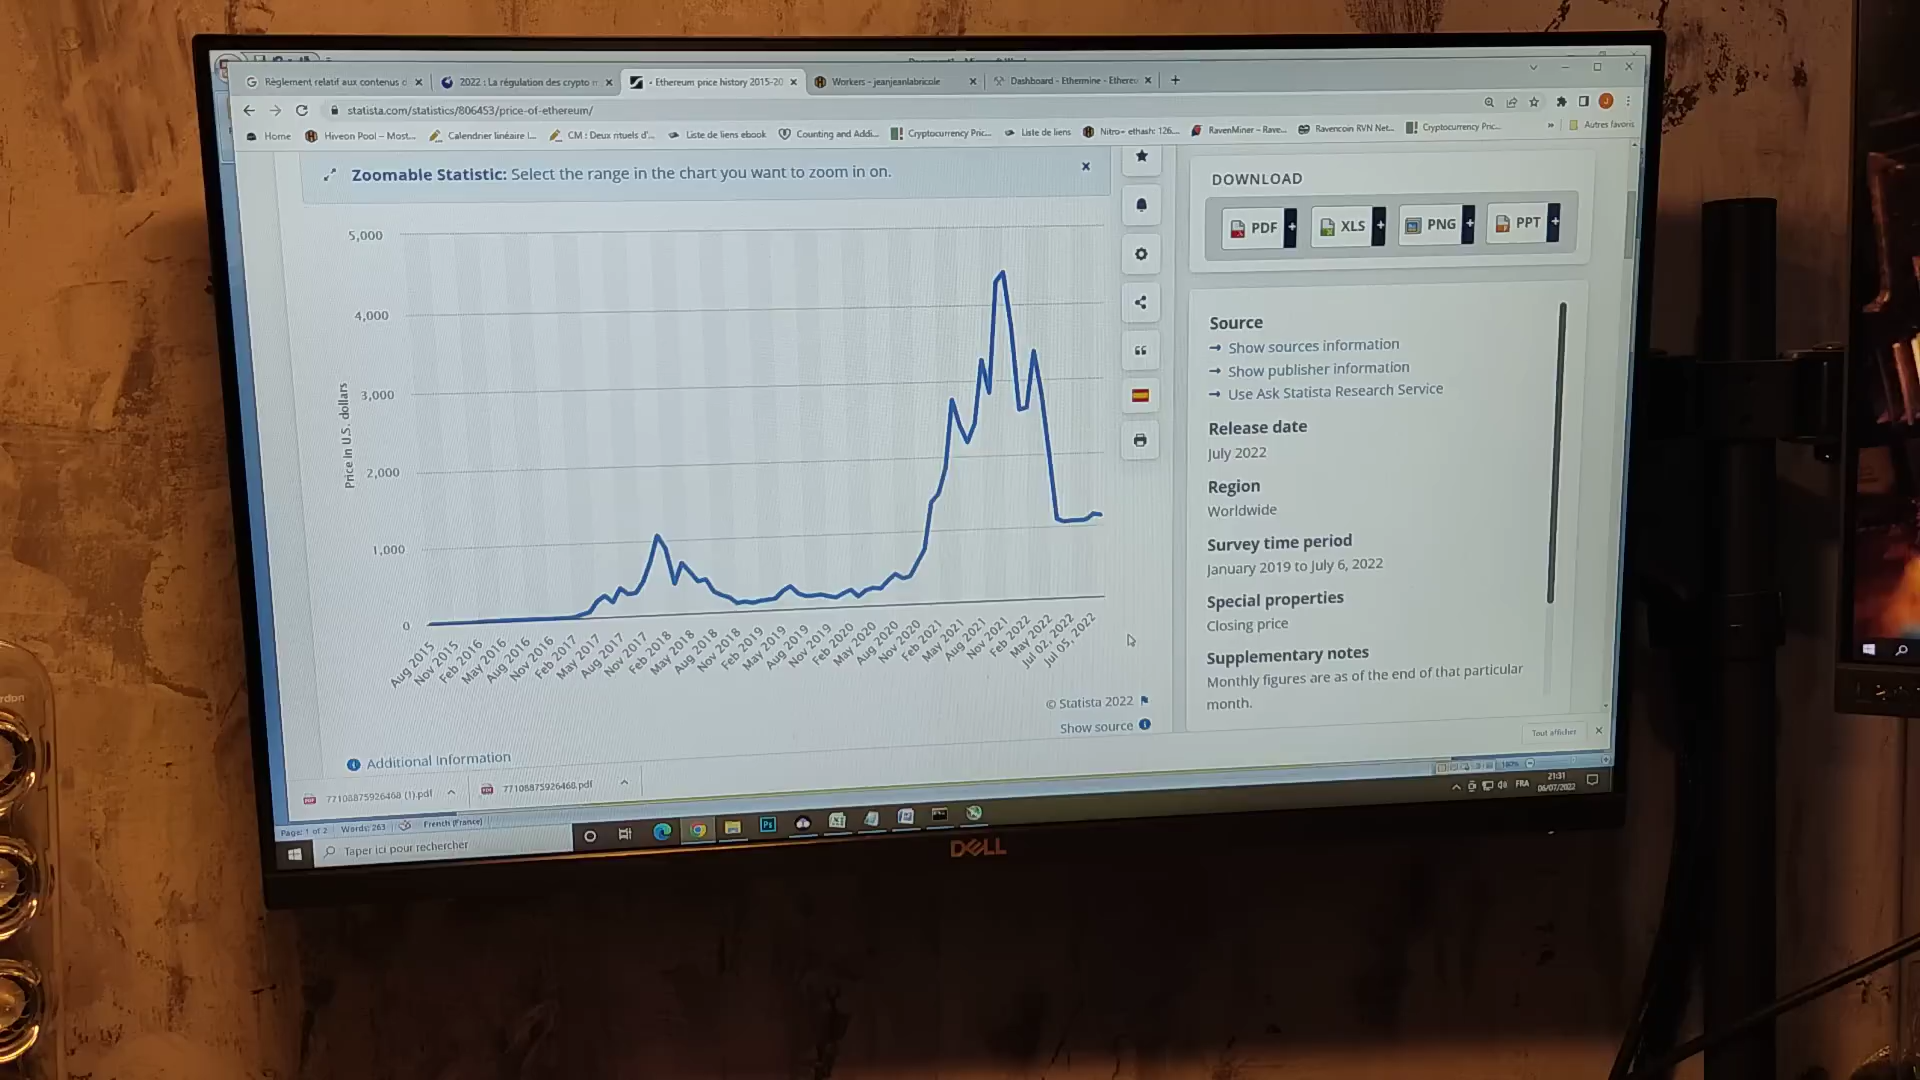 Règlement relatif aux contenus
2022 : La régulation des crypto
- Ethereum price history 2015-20
Workers - jeanjeanlabricole
Dashboard - Ethermine - Ethere
statista.com/statistics/806453/price-of-ethereum/
Home
Hiveon Pool – Most...
Calendrier linéaire
CM : Deux rituels d'...
Liste de liens ebook
Counting and Addi...
Cryptocurrency Pric...
Liste de liens
RavenMiner – Rave...
Ravencoin RVN Net...
Cryptocurrency Pric...
Autres favoris
Zoomable Statistic: Select the range in the chart you want to zoom in on.
Price in U.S. dollars
5,000
4,000
3,000
2,000
1,000
0
Aug 2015
Nov 2015
Feb 2016
May 2016
Aug 2016
Nov 2016
Feb 2017
May 2017
Aug 2017
Nov 2017
Feb 2018
May 2018
Aug 2018
Nov 2018
Feb 2019
May 2019
Aug 2019
Nov 2019
Feb 2020
May 2020
Aug 2020
Nov 2020
Feb 2021
May 2021
Aug 2021
Nov 2021
Feb 2022
May 2022
Jul 02, 2022
Jul 05, 2022
© Statista 2022
Show source
Additional Information
DOWNLOAD
PDF +
XLS +
PNG +
PPT +
Source
→ Show sources information
→ Show publisher information
→ Use Ask Statista Research Service
Release date
July 2022
Region
Worldwide
Survey time period
January 2019 to July 6, 2022
Special properties
Closing price
Supplementary notes
Monthly figures are as of the end of that particular
month.
Tout afficher
77108875926468 (1).pdf
77108875926468.pdf
Page: 1 of 2
Words: 263
French (France)
180%
Taper ici pour rechercher
FRA
21:31
06/07/2022
DELL